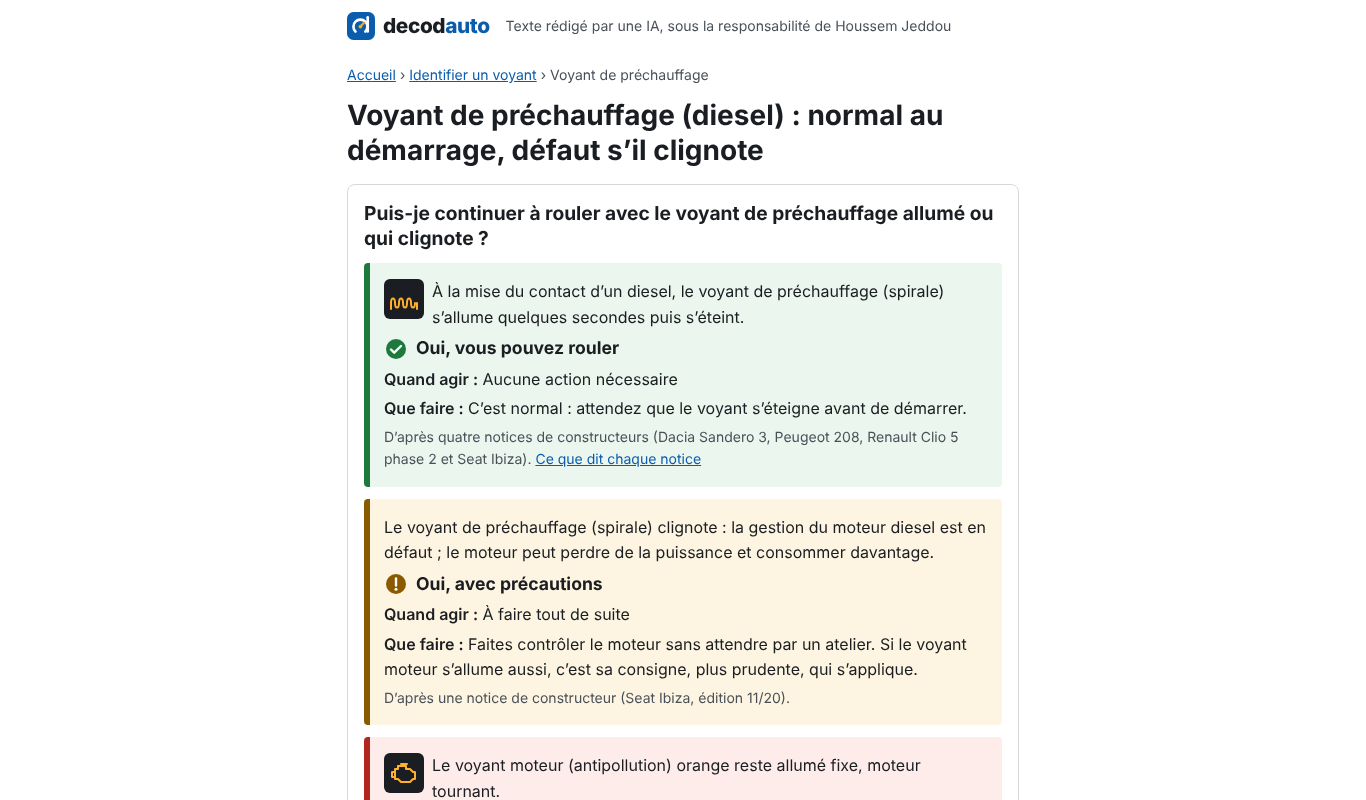 decodauto Texte rédigé par une IA, sous la responsabilité de Houssem Jeddou
Accueil › Identifier un voyant › Voyant de préchauffage
Voyant de préchauffage (diesel) : normal au
démarrage, défaut s’il clignote
Puis-je continuer à rouler avec le voyant de préchauffage allumé ou
qui clignote ?
À la mise du contact d’un diesel, le voyant de préchauffage (spirale)
s’allume quelques secondes puis s’éteint.
Oui, vous pouvez rouler
Quand agir : Aucune action nécessaire
Que faire : C’est normal : attendez que le voyant s’éteigne avant de démarrer.
D’après quatre notices de constructeurs (Dacia Sandero 3, Peugeot 208, Renault Clio 5
phase 2 et Seat Ibiza). Ce que dit chaque notice
Le voyant de préchauffage (spirale) clignote : la gestion du moteur diesel est en
défaut ; le moteur peut perdre de la puissance et consommer davantage.
Oui, avec précautions
Quand agir : À faire tout de suite
Que faire : Faites contrôler le moteur sans attendre par un atelier. Si le voyant
moteur s’allume aussi, c’est sa consigne, plus prudente, qui s’applique.
D’après une notice de constructeur (Seat Ibiza, édition 11/20).
Le voyant moteur (antipollution) orange reste allumé fixe, moteur
tournant.